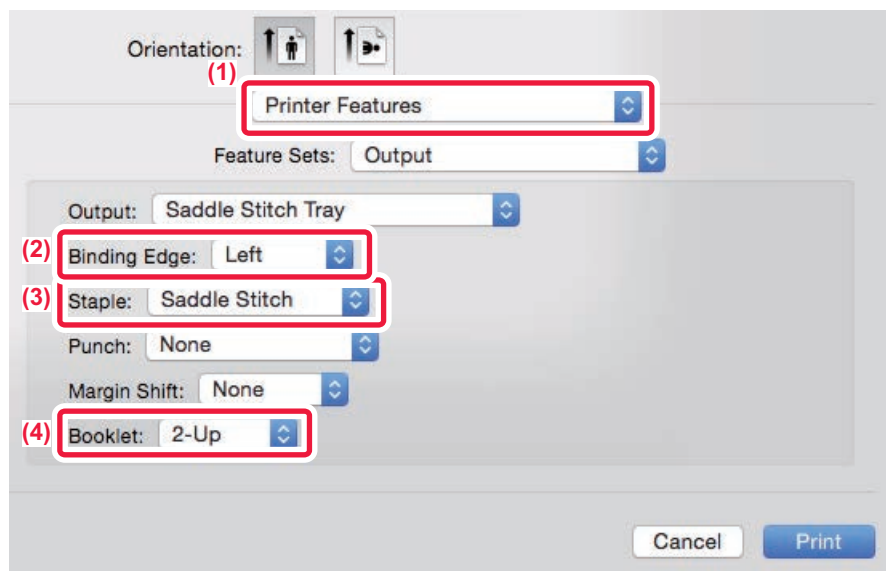 Orientation:
(1)
Printer Features
Feature Sets: Output
Output: Saddle Stitch Tray
(2) Binding Edge: Left
(3) Staple: Saddle Stitch
Punch: None
Margin Shift: None
(4) Booklet: 2-Up
Cancel Print